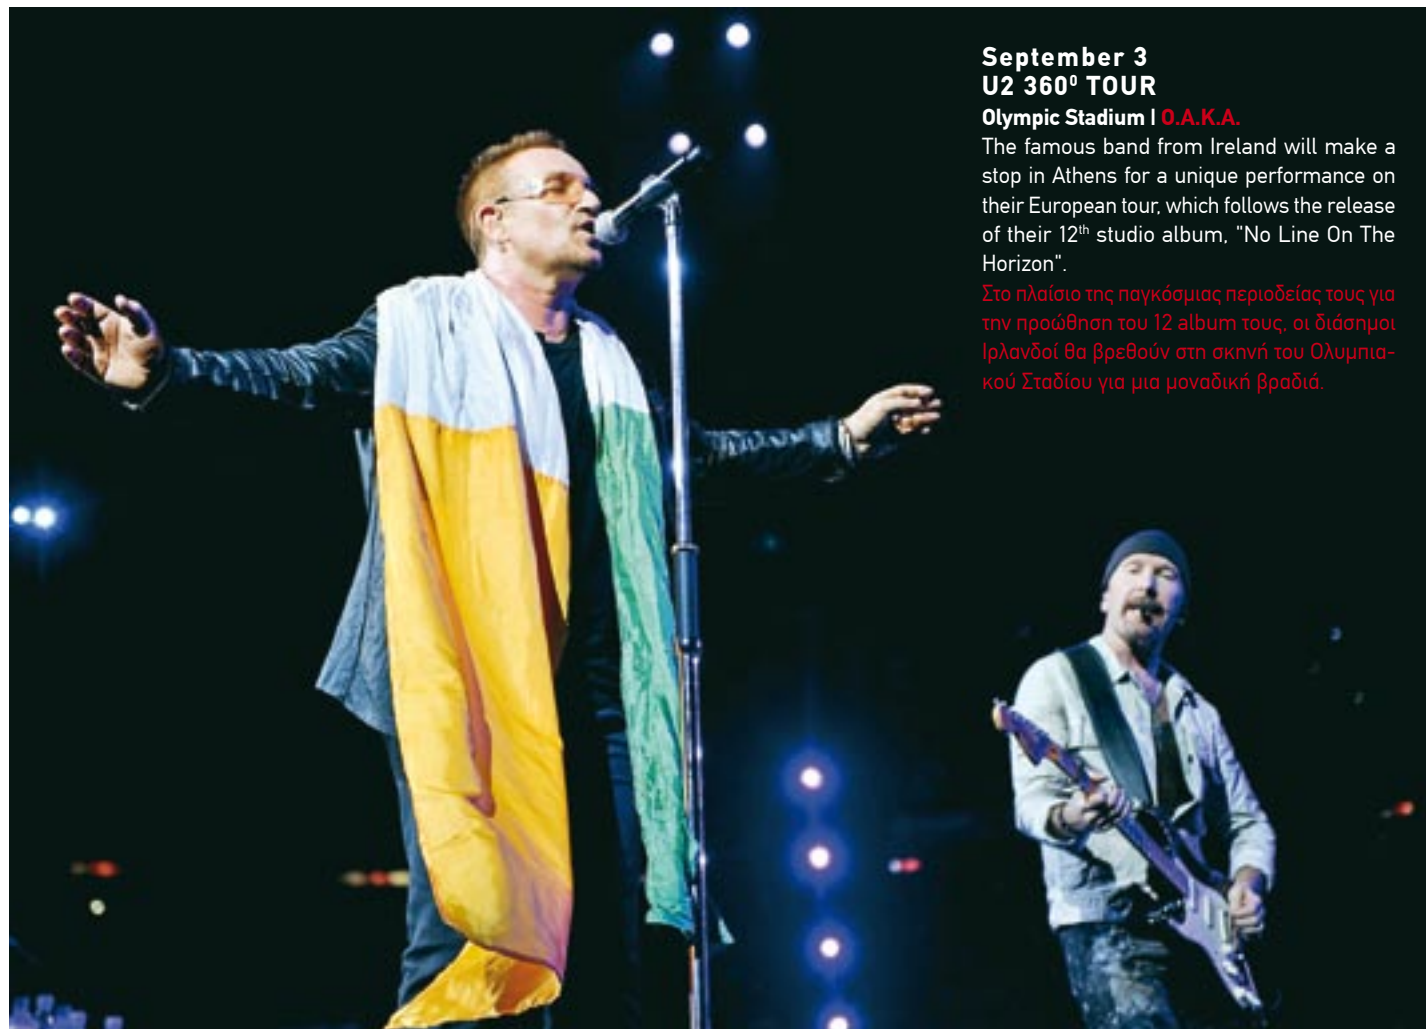 September 3
U2 360⁰ TOUR
Olympic Stadium | O.A.K.A.
The famous band from Ireland will make a
stop in Athens for a unique performance on
their European tour, which follows the release
of their 12th studio album, "No Line On The
Horizon".
Στο πλαίσιο της παγκόσμιας περιοδείας τους για
την προώθηση του 12 album τους, οι διάσημοι
Ιρλανδοί θα βρεθούν στη σκηνή του Ολυμπια-
κού Σταδίου για μια μοναδική βραδιά.